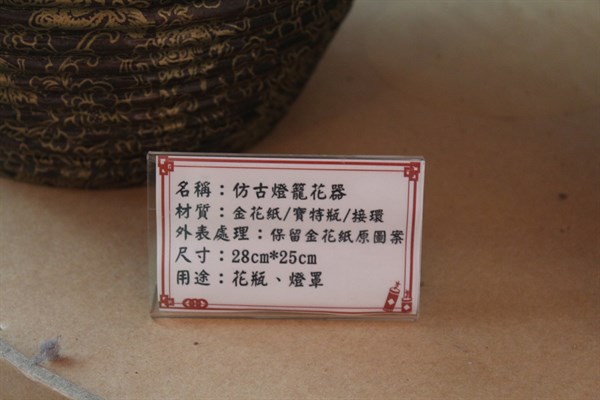 名稱：仿古燈籠花器
材質：金花紙/寶特瓶/接環
外表處理：保留金花紙原圖案
尺寸：28cm*25cm
用途：花瓶、燈罩